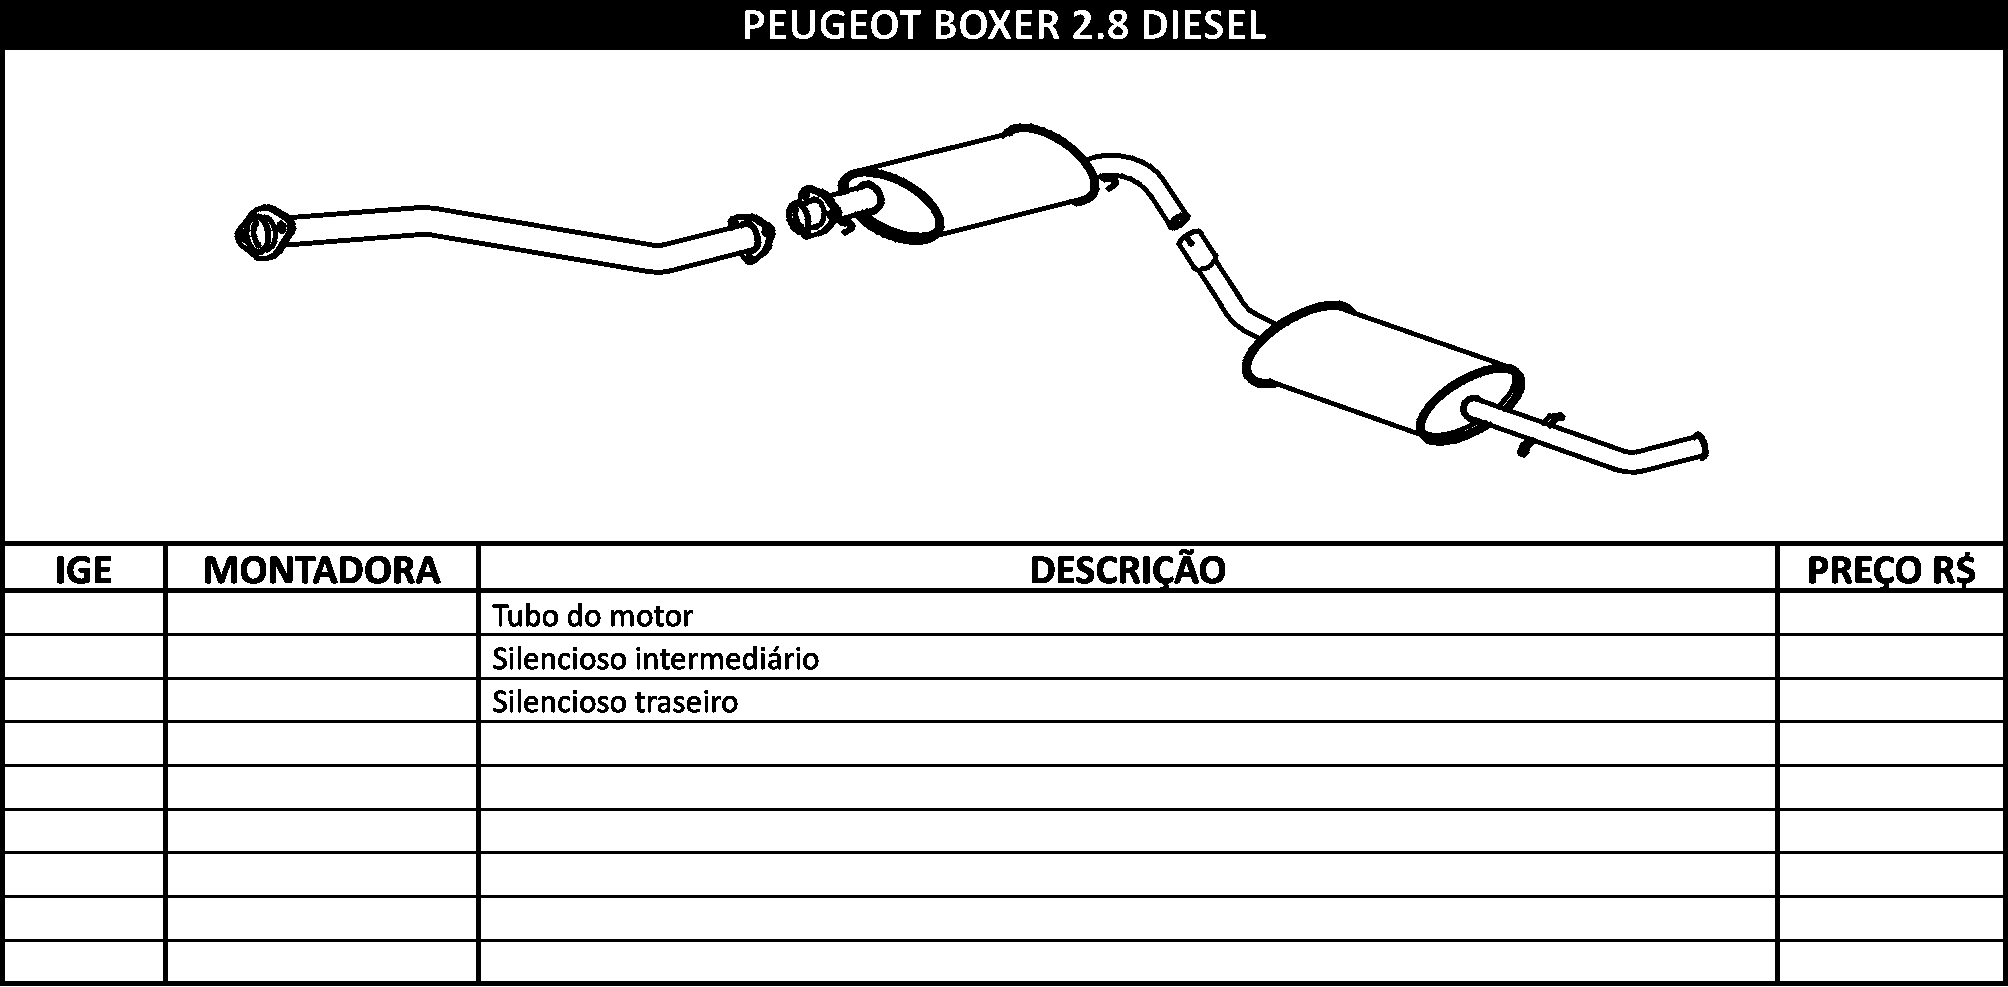 PEUGEOT BOXER 2.8 DIESEL
IGE MONTADORA DESCRIÇÃO PREÇO R$
Tubo do motor
Silencioso intermediário
Silencioso traseiro